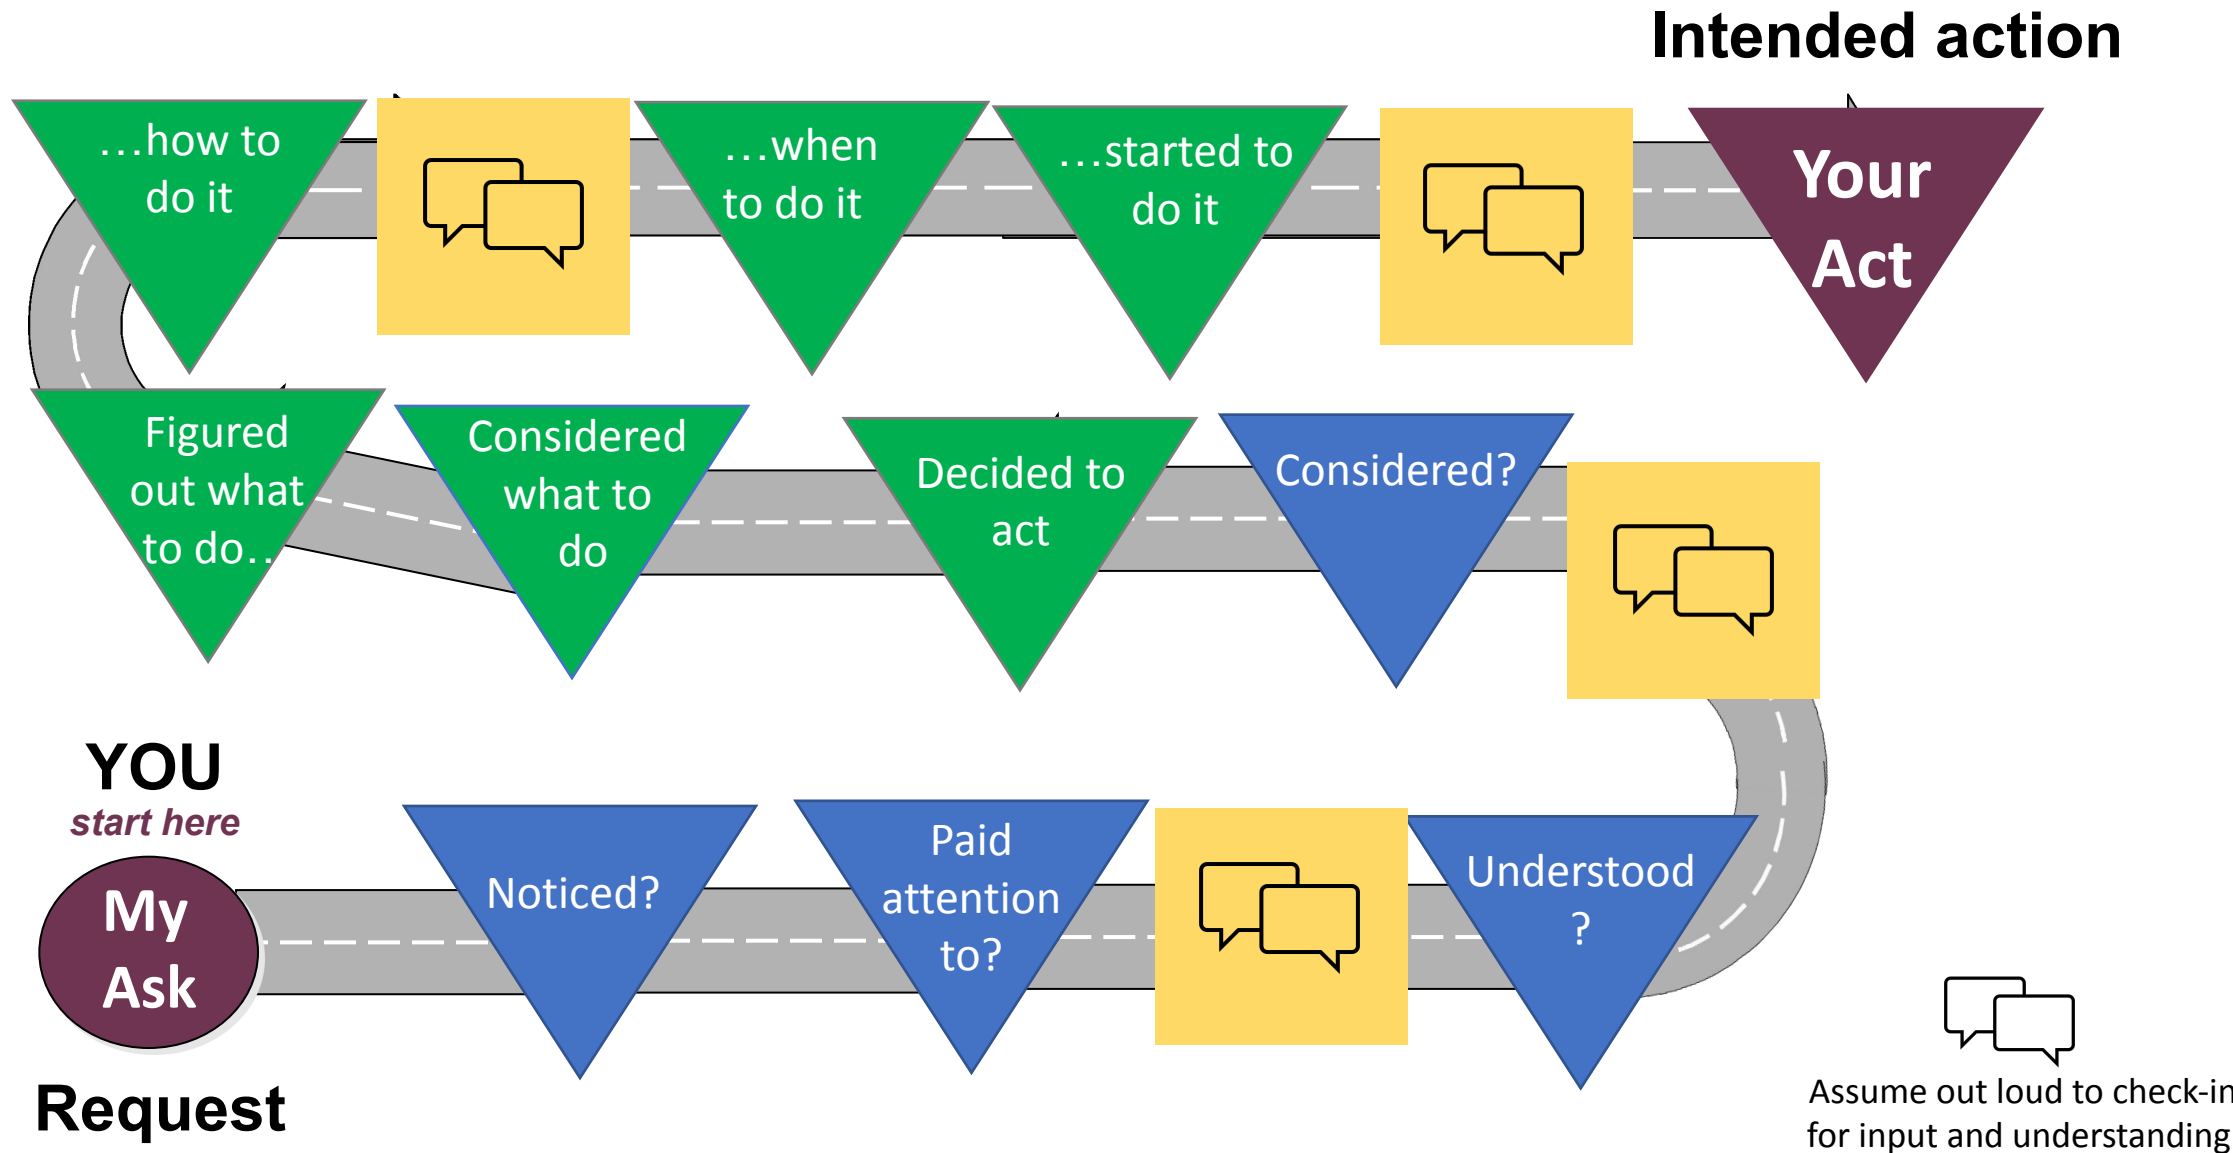 Intended action
…how to
do it
…when
to do it
…started to
do it
Your
Act
Figured
out what
to do..
Considered
what to
do
Decided to
act
Considered?
YOU
start here
My
Ask
Request
Noticed?
Paid
attention
to?
Understood
?
Assume out loud to check-in
for input and understanding